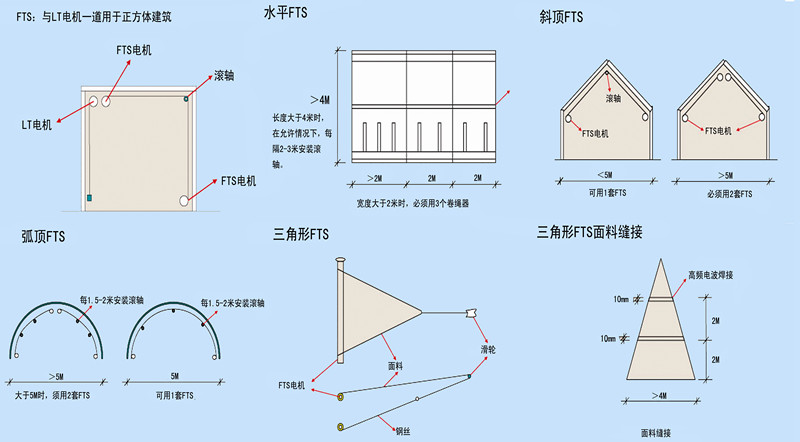 FTS：与LT电机一道用于正方体建筑
FTS电机
滚轴
LT电机
FTS电机
水平FTS
＞4M
长度大于4米时，
在允许情况下，每
隔2-3米安装滚
轴。
＞2M
2M
2M
宽度大于2米时，必须用3个卷绳器
斜顶FTS
滚轴
FTS电机
FTS电机
＜5M
＞5M
可用1套FTS
必须用2套FTS
弧顶FTS
每1.5-2米安装滚轴
每1.5-2米安装滚轴
＞5M
5M
大于5M时，须用2套FTS
可用1套FTS
三角形FTS
滑轮
面料
FTS电机
钢丝
三角形FTS面料缝接
高频电波焊接
10mm
2M
10mm
2M
＞4M
面料缝接